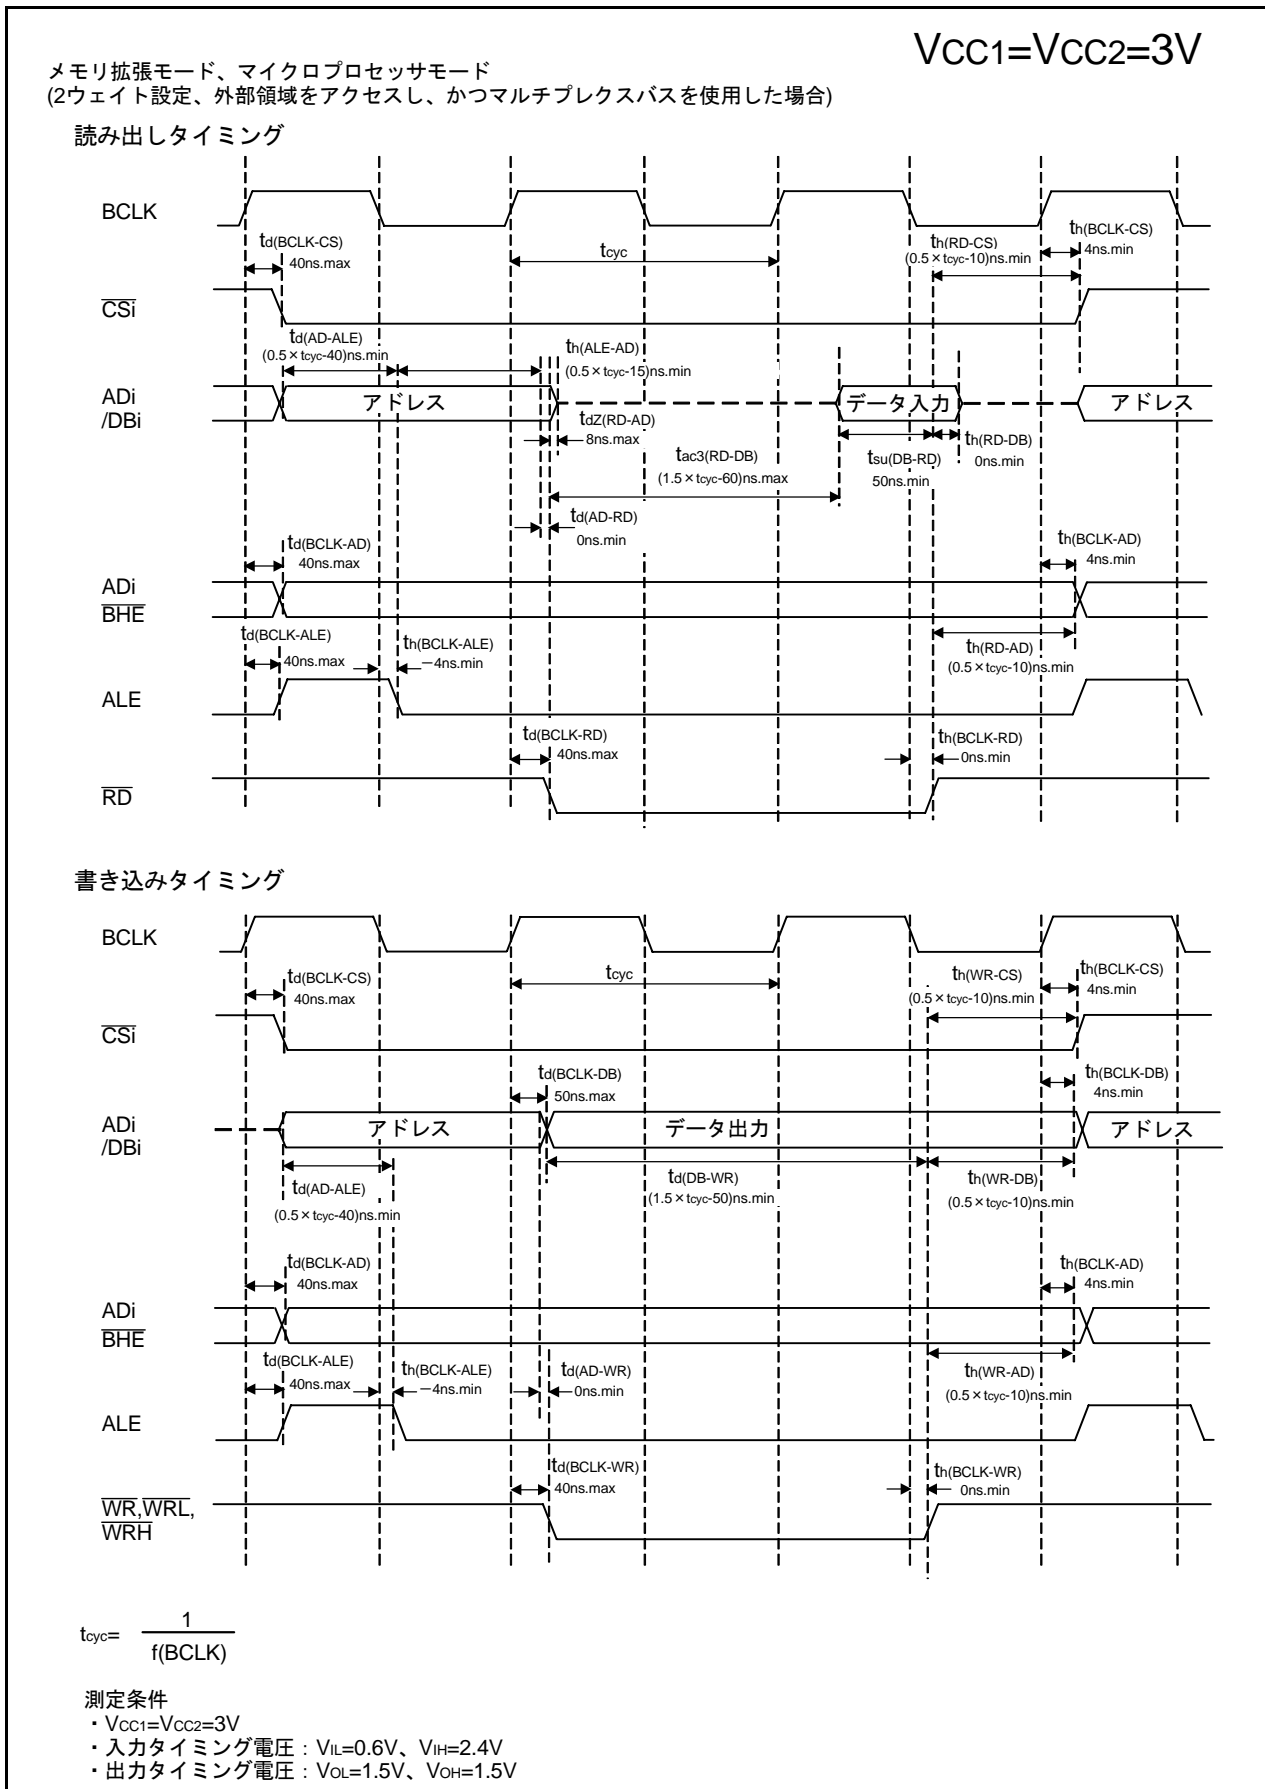 VCC1=VCC2=3V
メモリ拡張モード、マイクロプロセッサモード
(2ウェイト設定、外部領域をアクセスし、かつマルチプレクスバスを使用した場合)
読み出しタイミング
BCLK
td(BCLK-CS)
40ns.max
tcyc
th(RD-CS)
(0.5×tcyc-10)ns.min
th(BCLK-CS)
4ns.min
CSi
td(AD-ALE)
(0.5×tcyc-40)ns.min
th(ALE-AD)
(0.5×tcyc-15)ns.min
ADi
/DBi
アドレス
データ入力
アドレス
tdZ(RD-AD)
8ns.max
tac3(RD-DB)
(1.5×tcyc-60)ns.max
tsu(DB-RD)
50ns.min
th(RD-DB)
0ns.min
td(AD-RD)
0ns.min
td(BCLK-AD)
40ns.max
th(BCLK-AD)
4ns.min
ADi
BHE
td(BCLK-ALE)
40ns.max
th(BCLK-ALE)
−4ns.min
th(RD-AD)
(0.5×tcyc-10)ns.min
ALE
td(BCLK-RD)
40ns.max
th(BCLK-RD)
0ns.min
RD
書き込みタイミング
BCLK
td(BCLK-CS)
40ns.max
tcyc
th(WR-CS)
(0.5×tcyc-10)ns.min
th(BCLK-CS)
4ns.min
CSi
td(BCLK-DB)
50ns.max
th(BCLK-DB)
4ns.min
ADi
/DBi
アドレス
データ出力
アドレス
td(AD-ALE)
(0.5×tcyc-40)ns.min
td(DB-WR)
(1.5×tcyc-50)ns.min
th(WR-DB)
(0.5×tcyc-10)ns.min
td(BCLK-AD)
40ns.max
th(BCLK-AD)
4ns.min
ADi
BHE
td(BCLK-ALE)
40ns.max
th(BCLK-ALE)
−4ns.min
td(AD-WR)
0ns.min
th(WR-AD)
(0.5×tcyc-10)ns.min
ALE
td(BCLK-WR)
40ns.max
th(BCLK-WR)
0ns.min
WR,WRL,
WRH
tcyc= 1
f(BCLK)
測定条件
・VCC1=VCC2=3V
・入力タイミング電圧：VIL=0.6V、VIH=2.4V
・出力タイミング電圧：VOL=1.5V、VOH=1.5V